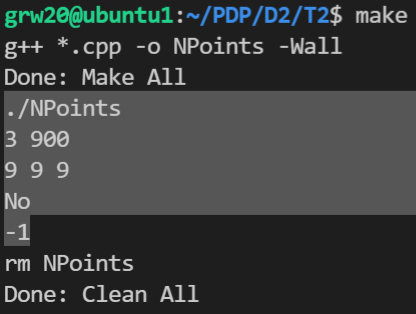 grw20@ubuntu1:~/PDP/D2/T2$ make
g++ *.cpp -o NPoints -Wall
Done: Make All
./NPoints
3 900
9 9 9
No
-1
rm NPoints
Done: Clean All